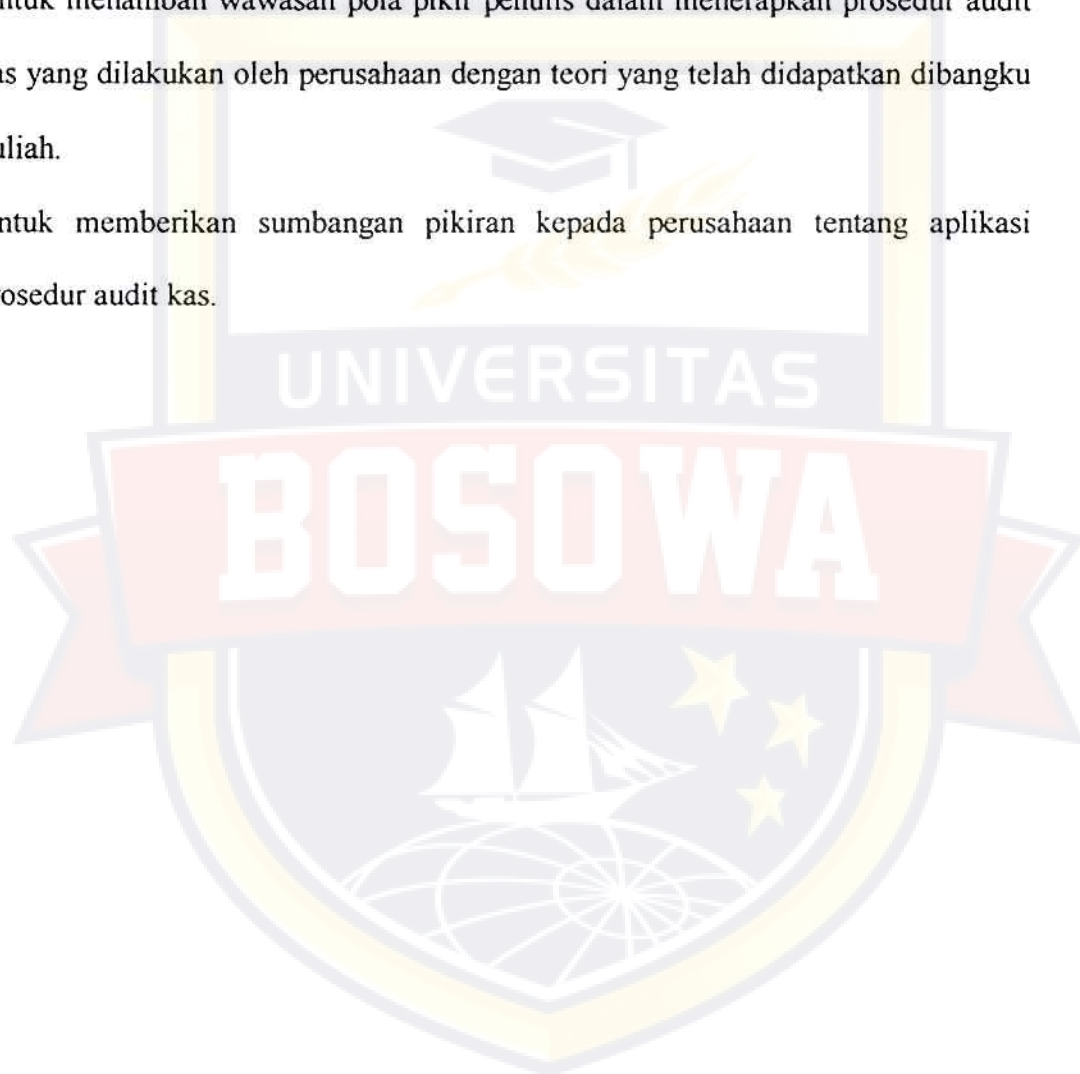 ntuk menambah wawasan pola pikir penulis dalam menerapkan prosedur audit
as yang dilakukan oleh perusahaan dengan teori yang telah didapatkan dibangku
uliah.
ntuk memberikan sumbangan pikiran kepada perusahaan tentang aplikasi
rosedur audit kas.
UNIVERSITAS
BOSOWA